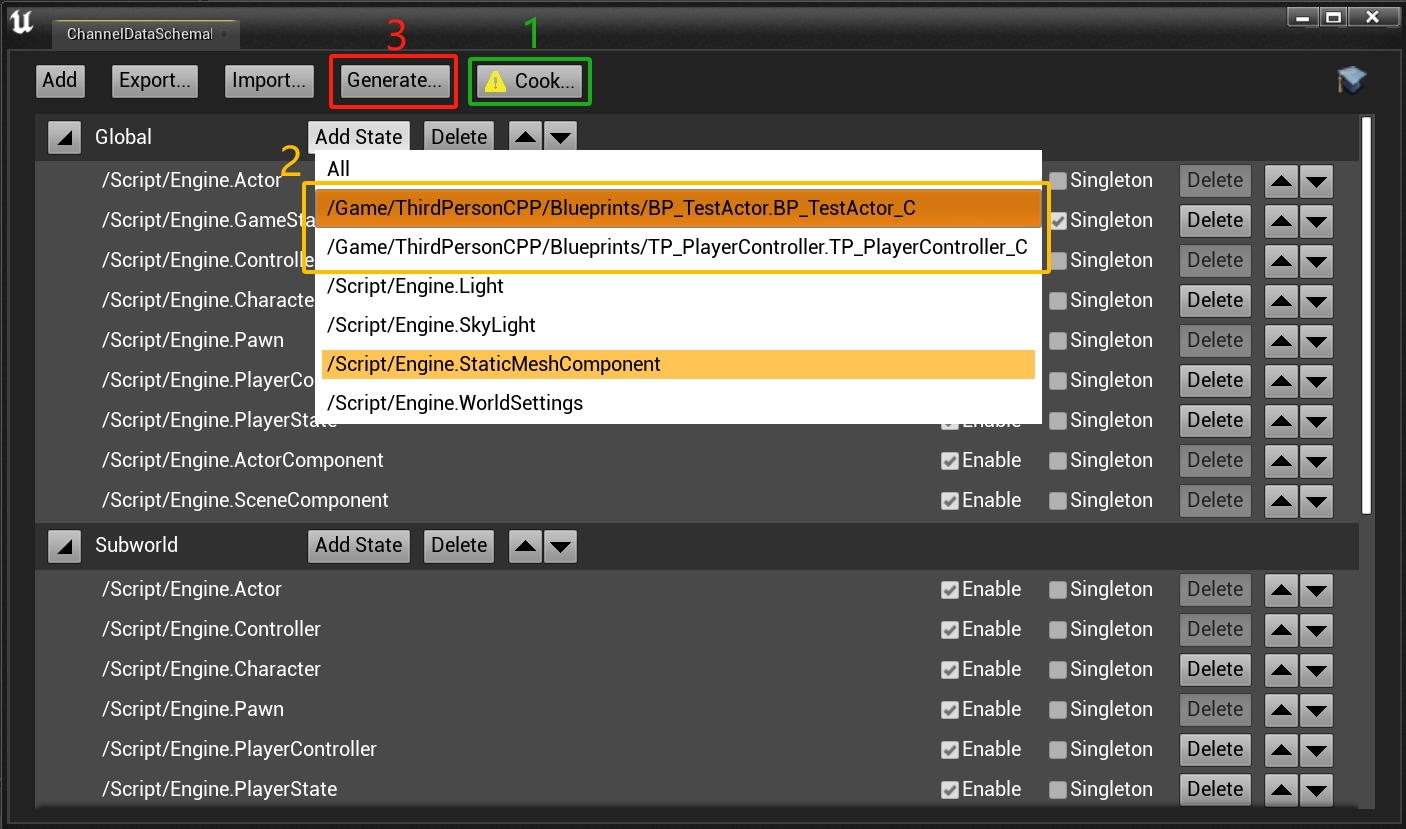 ChannelDataSchemal
3
1
Add
Export...
Import...
Generate...
Cook...
Global
Add State
Delete
2
All
/Script/Engine.Actor
Singleton
Delete
/Game/ThirdPersonCPP/Blueprints/BP_TestActor.BP_TestActor_C
/Script/Engine.GameSta
Singleton
Delete
/Game/ThirdPersonCPP/Blueprints/TP_PlayerController.TP_PlayerController_C
/Script/Engine.Controlle
Singleton
Delete
/Script/Engine.Light
/Script/Engine.Characte
Singleton
Delete
/Script/Engine.SkyLight
/Script/Engine.Pawn
Singleton
Delete
/Script/Engine.StaticMeshComponent
/Script/Engine.PlayerCo
Singleton
Delete
/Script/Engine.WorldSettings
/Script/Engine.PlayerState
Enable
Singleton
Delete
/Script/Engine.ActorComponent
Enable
Singleton
Delete
/Script/Engine.SceneComponent
Enable
Singleton
Delete
Subworld
Add State
Delete
/Script/Engine.Actor
Enable
Singleton
Delete
/Script/Engine.Controller
Enable
Singleton
Delete
/Script/Engine.Character
Enable
Singleton
Delete
/Script/Engine.Pawn
Enable
Singleton
Delete
/Script/Engine.PlayerController
Enable
Singleton
Delete
/Script/Engine.PlayerState
Enable
Singleton
Delete